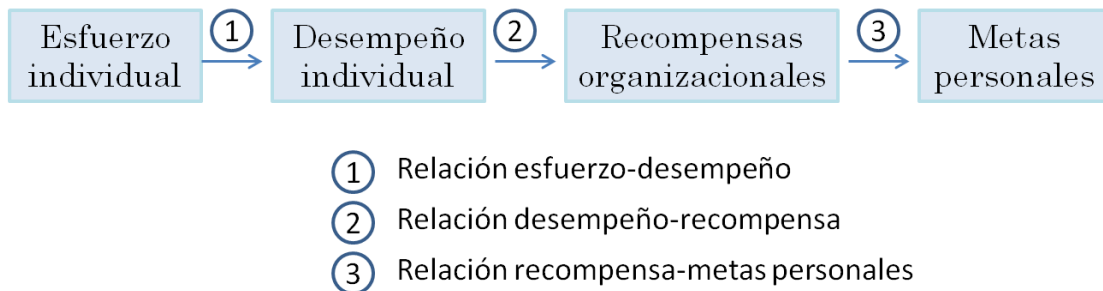 Esfuerzo individual
1
Desempeño individual
2
Recompensas organizacionales
3
Metas personales
1 Relación esfuerzo-desempeño
2 Relación desempeño-recompensa
3 Relación recompensa-metas personales